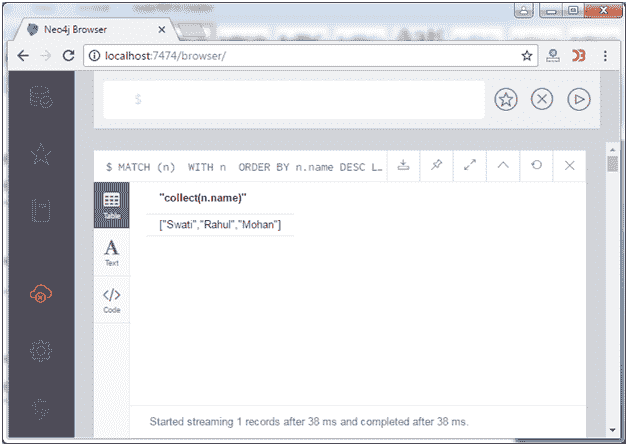 Neo4j Browser
localhost:7474/browser/
$
$ MATCH (n) WITH n ORDER BY n.name DESC L…
"collect(n.name)"
Table
["Swati","Rahul","Mohan"]
A
Text
</>
Code
Started streaming 1 records after 38 ms and completed after 38 ms.